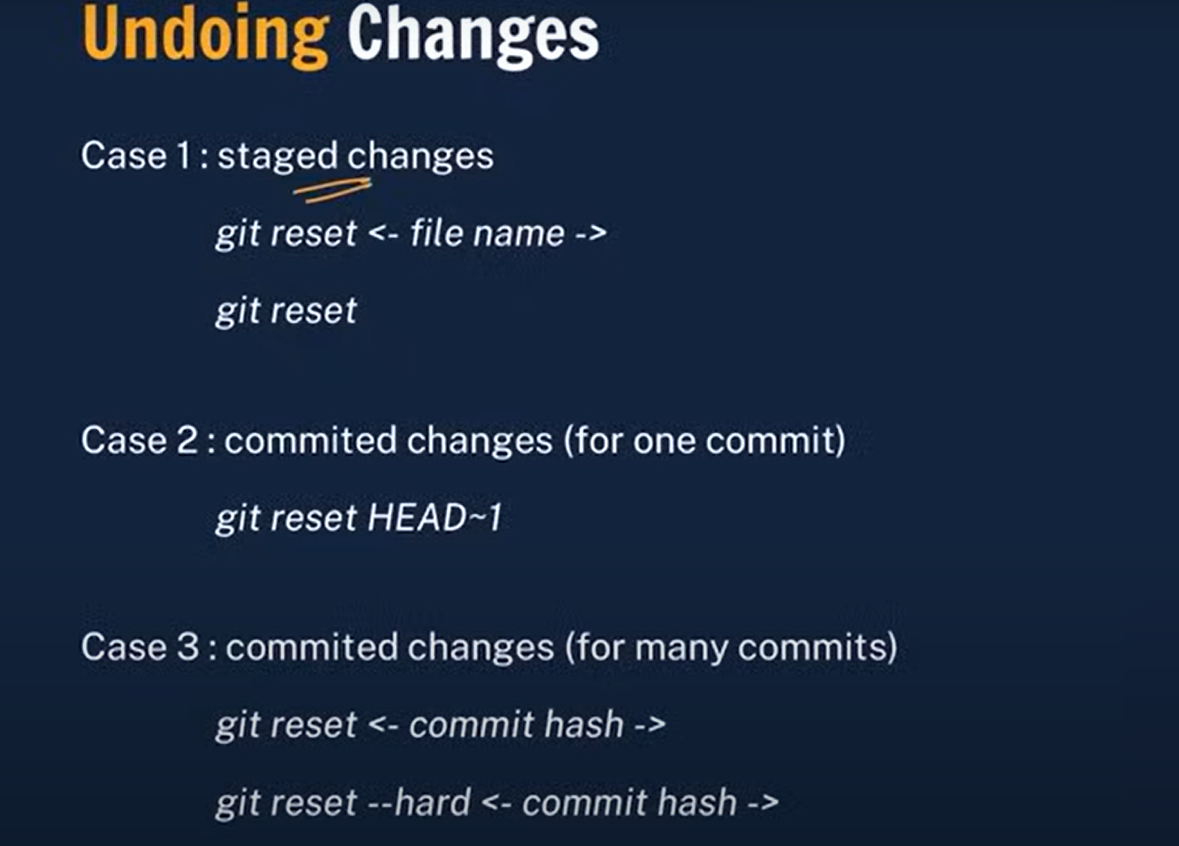 Undoing Changes
Case 1 : staged changes
git reset <- file name ->
git reset
Case 2 : commited changes (for one commit)
git reset HEAD~1
Case 3 : commited changes (for many commits)
git reset <- commit hash ->
git reset --hard <- commit hash ->